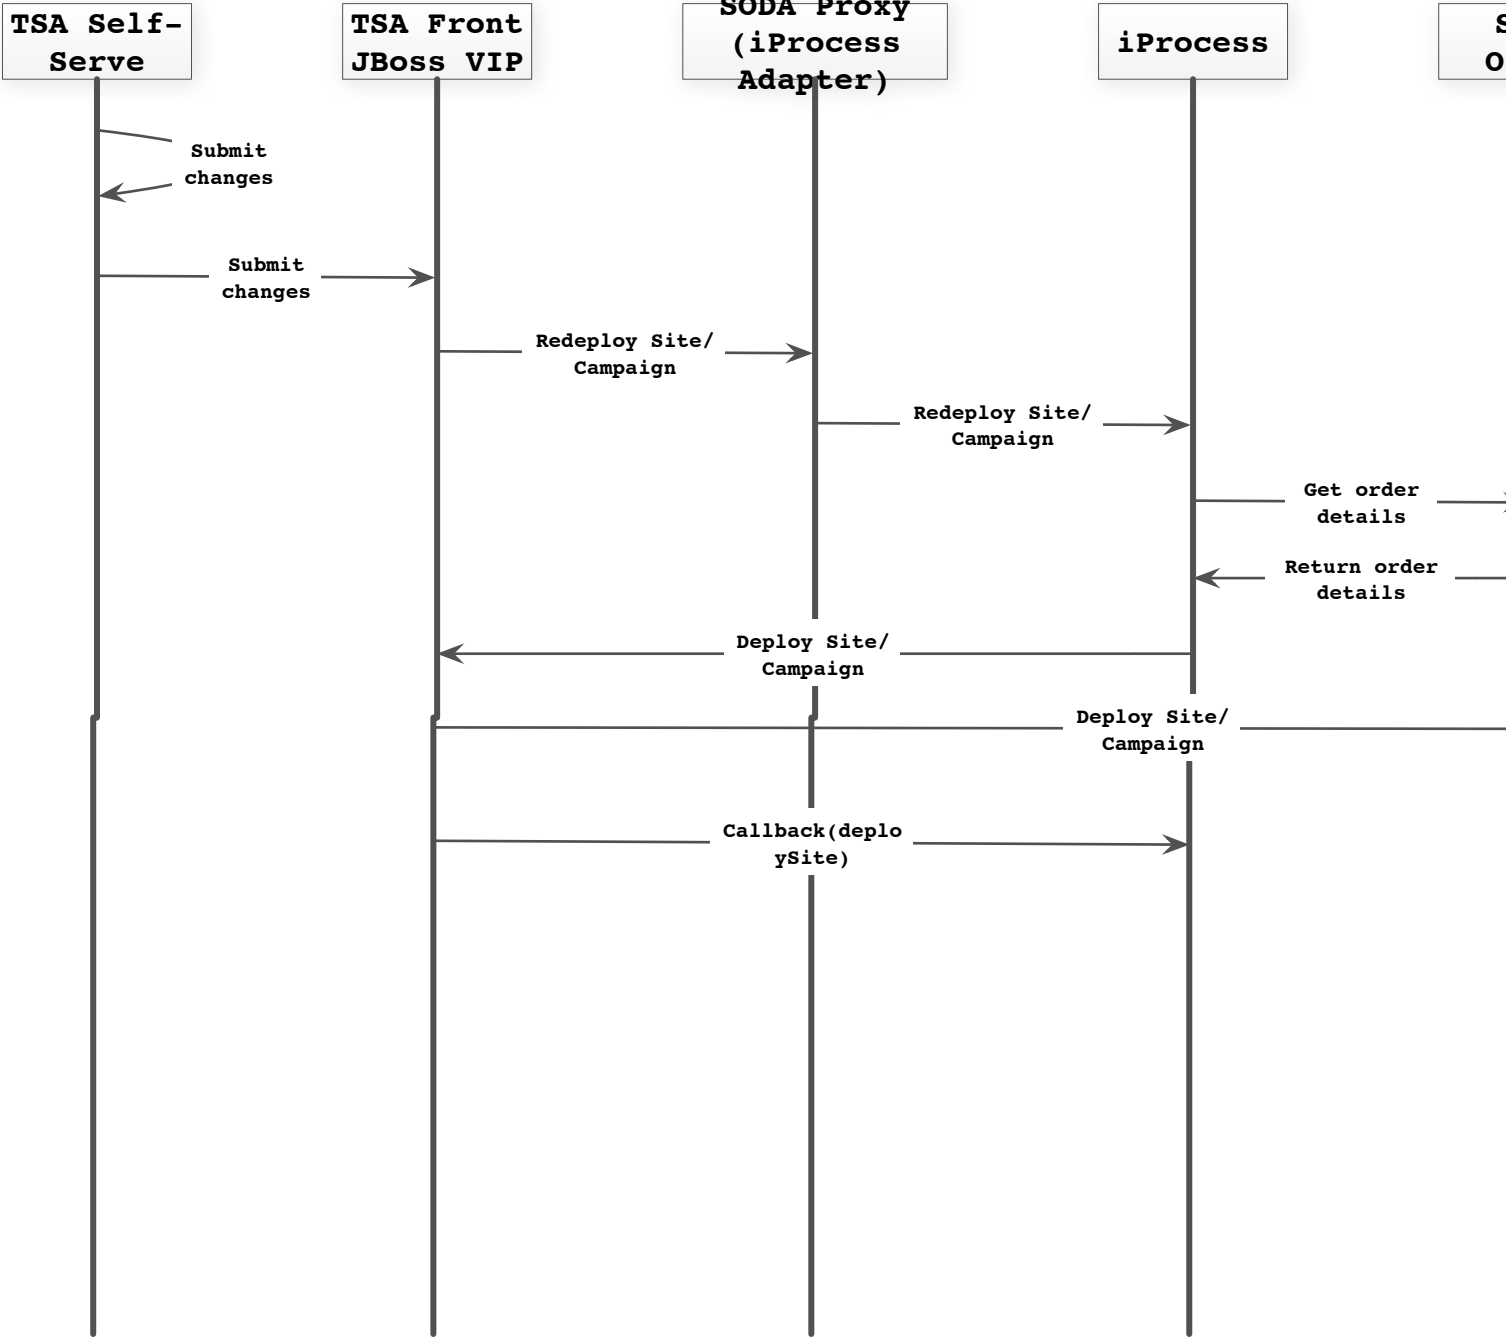 TSA Self-
Serve
TSA Front
JBoss VIP
SODA Proxy
(iProcess
Adapter)
iProcess
Submit
changes
Submit
changes
Redeploy Site/
Campaign
Redeploy Site/
Campaign
Get order
details
Return order
details
Deploy Site/
Campaign
Deploy Site/
Campaign
Callback(deplo
ySite)